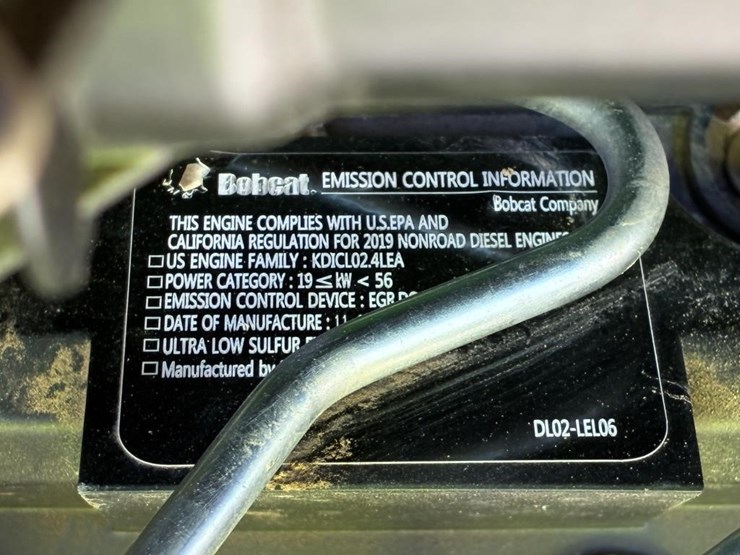 Bobcat. EMISSION CONTROL INFORMATION
Bobcat Company
THIS ENGINE COMPLIES WITH U.S.EPA AND
CALIFORNIA REGULATION FOR 2019 NONROAD DIESEL ENGINES
□US ENGINE FAMILY : KDICL02.4LEA
□POWER CATEGORY : 19 ≤ kW < 56
□EMISSION CONTROL DEVICE : EGR
□DATE OF MANUFACTURE : 11
□ULTRA LOW SULFUR
□Manufactured by
DL02-LEL06